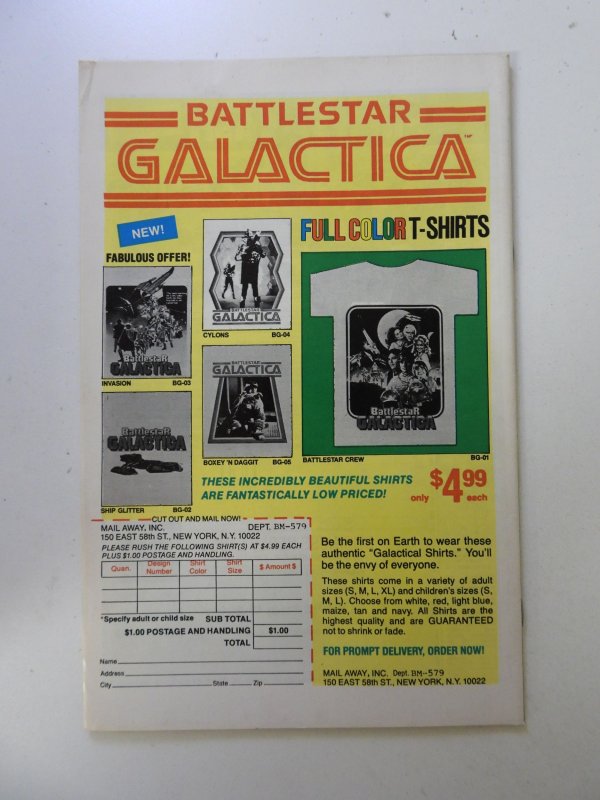 BATTLESTAR
GALACTICA™
NEW!
FABULOUS OFFER!
FULL COLOR T-SHIRTS
BattlestaR
GALACTICA
INVASION BG-03
BATTLESTAR
GALACTICA
CYLONS BG-04
BattlestaR
GALACTICA
SHIP GLITTER BG-02
BATTLESTAR
GALACTICA
BOXEY 'N DAGGIT BG-05
BattlestaR
GALACTICA
BATTLESTAR CREW BG-01
THESE INCREDIBLY BEAUTIFUL SHIRTS
ARE FANTASTICALLY LOW PRICED!
only $4.99 each
CUT OUT AND MAIL NOW!
MAIL AWAY, INC. DEPT. BM-579
150 EAST 58th ST., NEW YORK, N.Y. 10022
PLEASE RUSH THE FOLLOWING SHIRT(S) AT $4.99 EACH
PLUS $1.00 POSTAGE AND HANDLING.
Quan. Design Number Shirt Color Shirt Size $ Amount $
*Specify adult or child size SUB TOTAL
$1.00 POSTAGE AND HANDLING $1.00
TOTAL
Name
Address
City State Zip
Be the first on Earth to wear these
authentic "Galactical Shirts." You'll
be the envy of everyone.
These shirts come in a variety of adult
sizes (S, M, L, XL) and children's sizes (S,
M, L). Choose from white, red, light blue,
maize, tan and navy. All Shirts are the
highest quality and are GUARANTEED
not to shrink or fade.
FOR PROMPT DELIVERY, ORDER NOW!
MAIL AWAY, INC. Dept. BM-579
150 EAST 58th ST., NEW YORK, N.Y. 10022